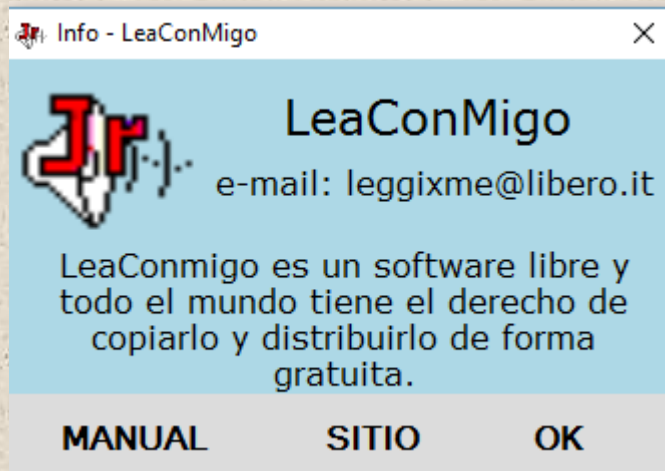 Info - LeaConMigo
Jr
LeaConMigo
e-mail: leggixme@libero.it
LeaConmigo es un software libre y
todo el mundo tiene el derecho de
copiarlo y distribuirlo de forma
gratuita.
MANUAL SITIO OK